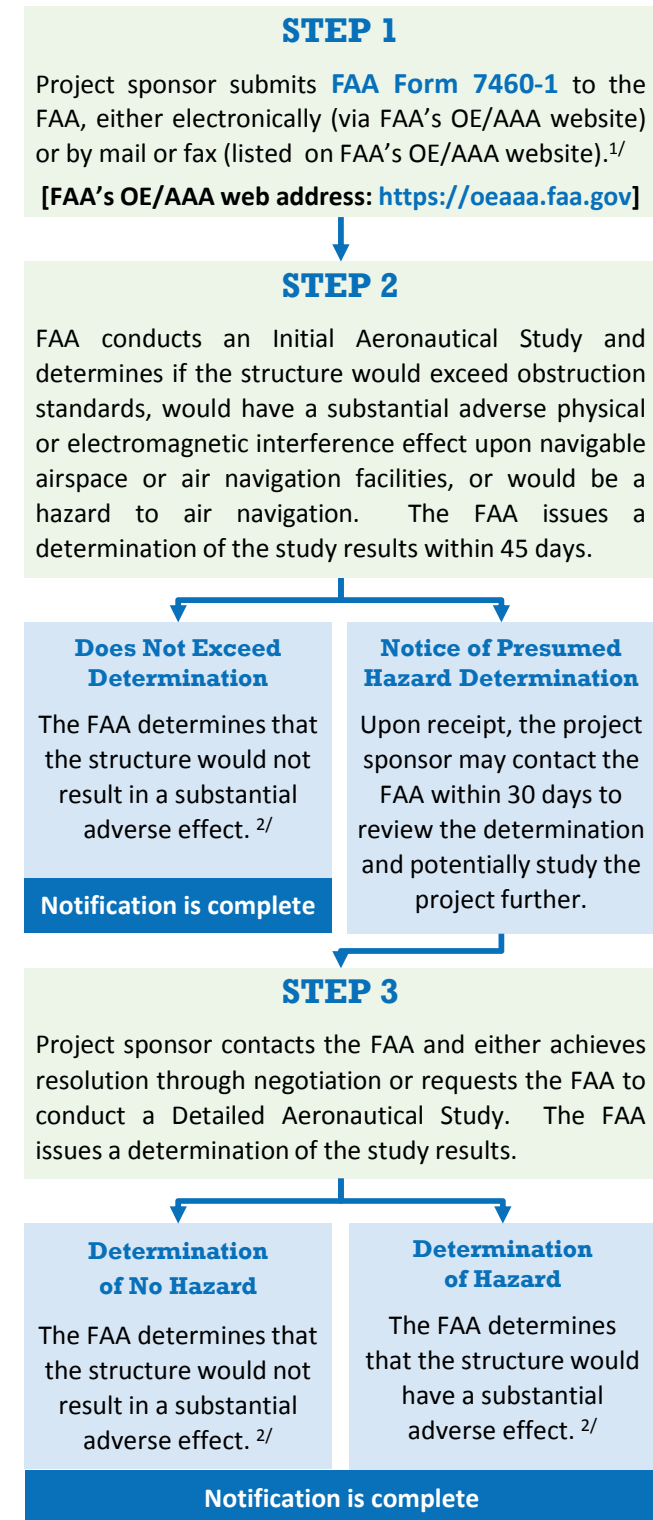 STEP 1
Project sponsor submits FAA Form 7460-1 to the
FAA, either electronically (via FAA's OE/AAA website)
or by mail or fax (listed on FAA's OE/AAA website).1/
[FAA's OE/AAA web address: https://oeaaa.faa.gov]
STEP 2
FAA conducts an Initial Aeronautical Study and
determines if the structure would exceed obstruction
standards, would have a substantial adverse physical
or electromagnetic interference effect upon navigable
airspace or air navigation facilities, or would be a
hazard to air navigation. The FAA issues a
determination of the study results within 45 days.
Does Not Exceed
Determination
The FAA determines that
the structure would not
result in a substantial
adverse effect. 2/
Notification is complete
Notice of Presumed
Hazard Determination
Upon receipt, the project
sponsor may contact the
FAA within 30 days to
review the determination
and potentially study the
project further.
STEP 3
Project sponsor contacts the FAA and either achieves
resolution through negotiation or requests the FAA to
conduct a Detailed Aeronautical Study. The FAA
issues a determination of the study results.
Determination
of No Hazard
The FAA determines that
the structure would not
result in a substantial
adverse effect. 2/
Determination
of Hazard
The FAA determines
that the structure would
have a substantial
adverse effect. 2/
Notification is complete